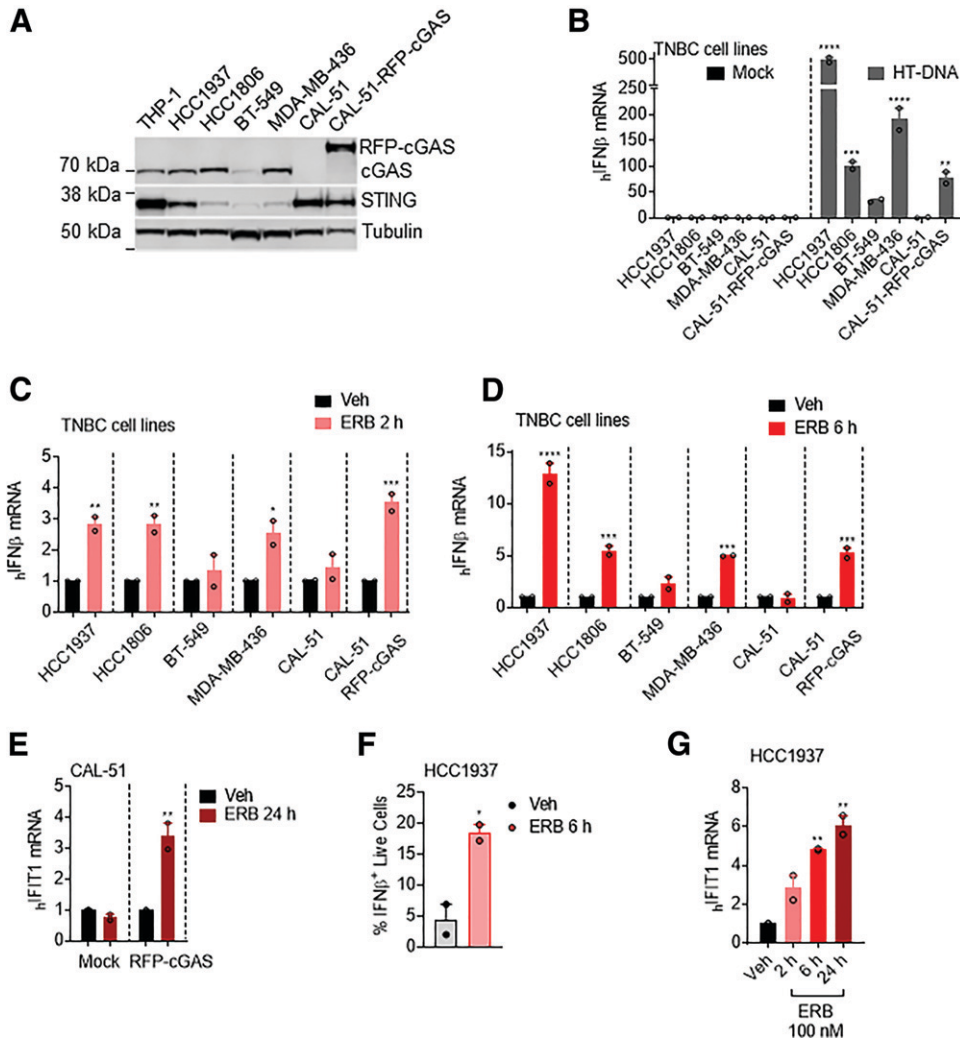 A
THP-1
HCC1937
HCC1806
BT-549
MDA-MB-436
CAL-51
CAL-51-RFP-cGAS
RFP-cGAS
70 kDa
cGAS
38 kDa
STING
50 kDa
Tubulin
B
TNBC cell lines
Mock
HT-DNA
hIFNβ mRNA
500
250
200
150
100
50
0
****
***
****
**
HCC1937
HCC1806
BT-549
MDA-MB-436
CAL-51
CAL-51-RFP-cGAS
HCC1937
HCC1806
BT-549
MDA-MB-436
CAL-51
CAL-51-RFP-cGAS
C
Veh
ERB 2 h
TNBC cell lines
hIFNβ mRNA
5
4
3
2
1
0
**
**
*
***
HCC1937
HCC1806
BT-549
MDA-MB-436
CAL-51
CAL-51
RFP-cGAS
D
TNBC cell lines
Veh
ERB 6 h
hIFNβ mRNA
15
10
5
0
****
***
***
***
HCC1937
HCC1806
BT-549
MDA-MB-436
CAL-51
CAL-51
RFP-cGAS
E
CAL-51
Veh
ERB 24 h
hIFIT1 mRNA
5
4
3
2
1
0
**
Mock
RFP-cGAS
F
HCC1937
Veh
ERB 6 h
% IFNβ+ Live Cells
25
20
15
10
5
0
*
G
HCC1937
hIFIT1 mRNA
8
6
4
2
0
**
**
Veh
2 h
6 h
24 h
ERB
100 nM